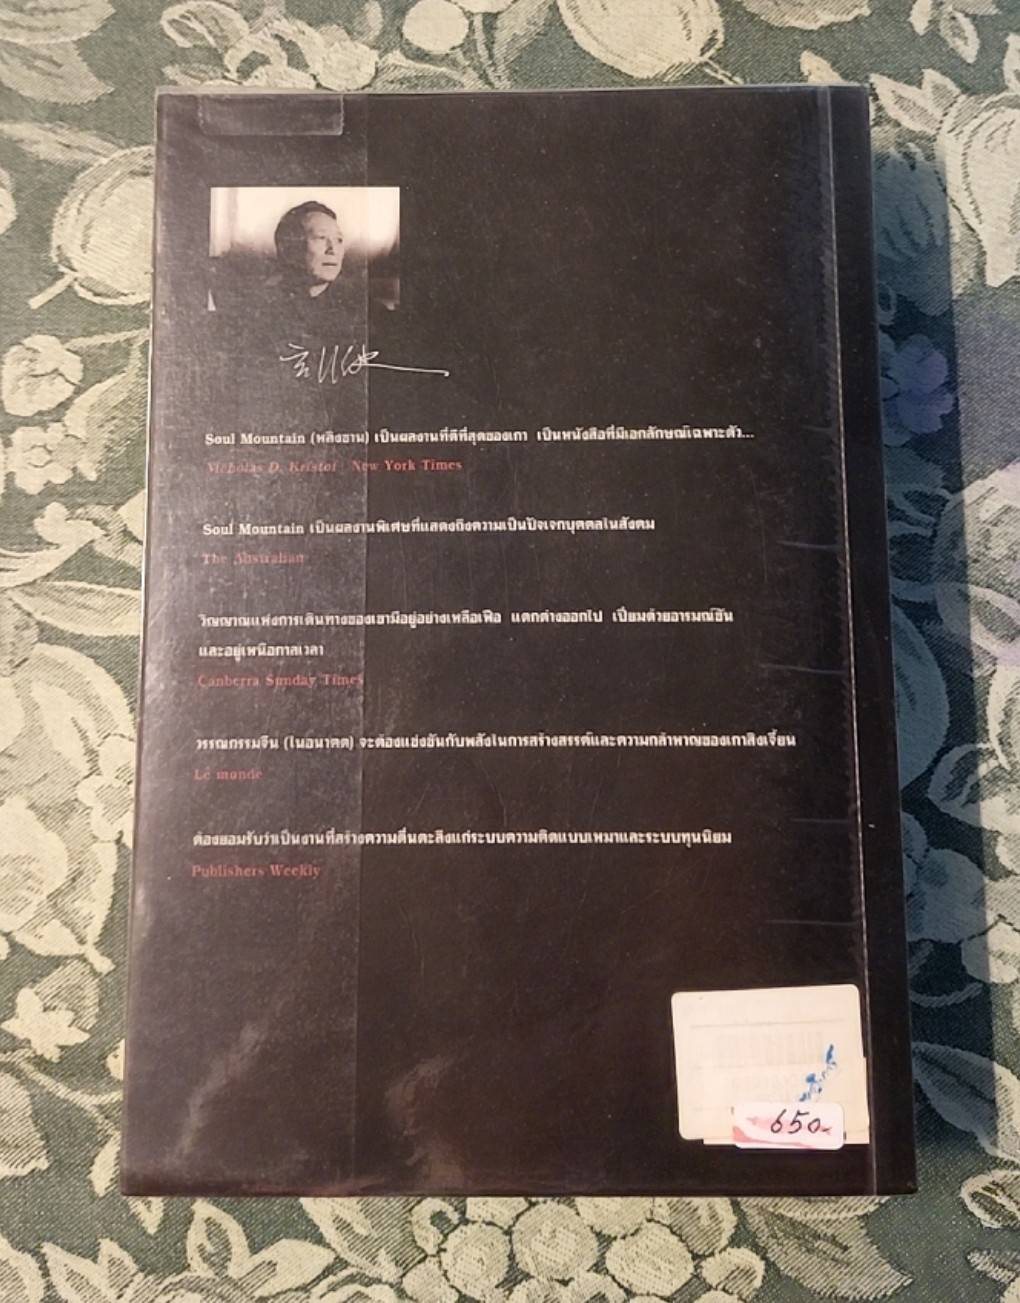 Soul Mountain (พลิงซาน) เป็นผลงานที่ดีที่สุดของเกา เป็นหนังสือที่มีเอกลักษณ์เฉพาะตัว...
Nicholas D. Kristof New York Times
Soul Mountain เป็นผลงานพิเศษที่แสดงถึงความเป็นปัจเจกบุคคลในสังคม
The Australian
วิญญาณแห่งการเดินทางของเขามีอยู่อย่างเหลือเฟือ แตกต่างออกไป เปี่ยมด้วยอารมณ์ขัน
และอยู่เหนือกาลเวลา
Canberra Sunday Times
วรรณกรรมจีน (ในอนาคต) จะต้องแข่งขันกับพลังในการสร้างสรรค์และความกล้าหาญของเกาสิงเจี้ยน
Le monde
ต้องยอมรับว่าเป็นงานที่สร้างความตื่นตะลึงแก่ระบบความคิดแบบเหมาและระบบทุนนิยม
Publishers Weekly
650.-